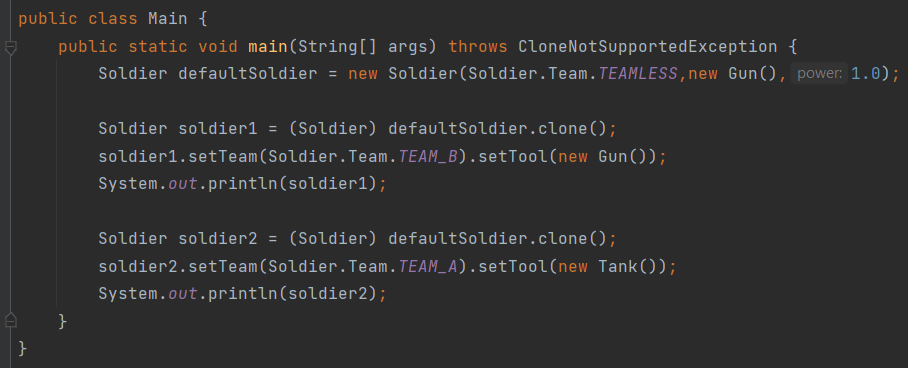 public class Main {
    public static void main(String[] args) throws CloneNotSupportedException {
        Soldier defaultSoldier = new Soldier(Soldier.Team.TEAMLESS,new Gun(), power: 1.0);
        Soldier soldier1 = (Soldier) defaultSoldier.clone();
        soldier1.setTeam(Soldier.Team.TEAM_B).setTool(new Gun());
        System.out.println(soldier1);
        Soldier soldier2 = (Soldier) defaultSoldier.clone();
        soldier2.setTeam(Soldier.Team.TEAM_A).setTool(new Tank());
        System.out.println(soldier2);
    }
}